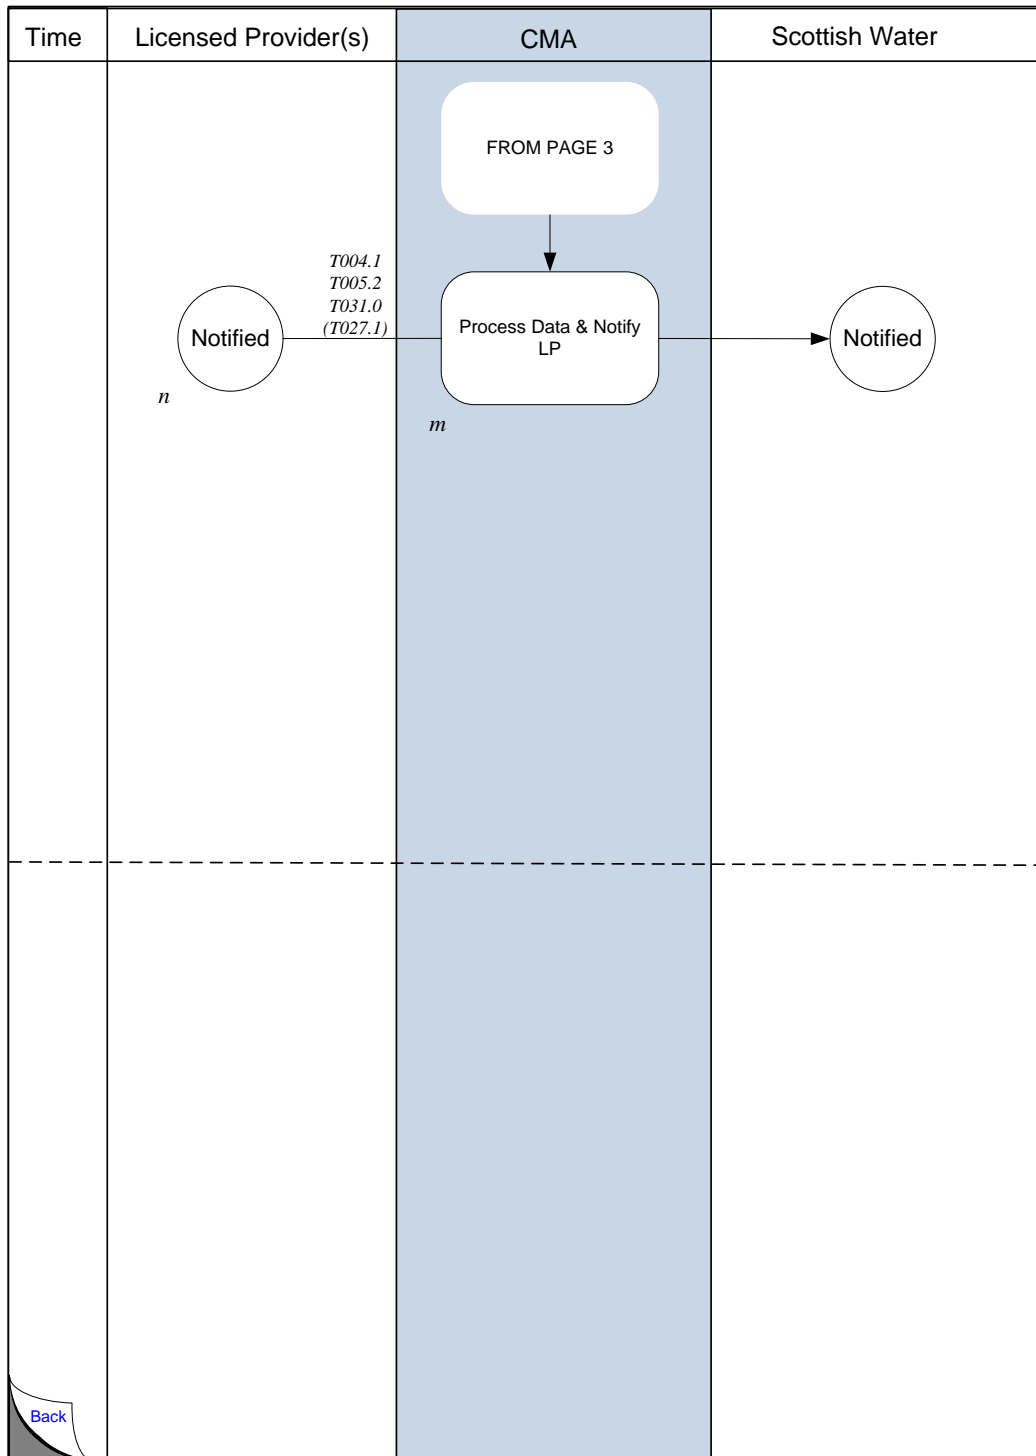 Time
Licensed Provider(s)
CMA
Scottish Water
FROM PAGE 3
T004.1
T005.2
T031.0
(T027.1)
Notified
Process Data & Notify
LP
Notified
n
m
Back